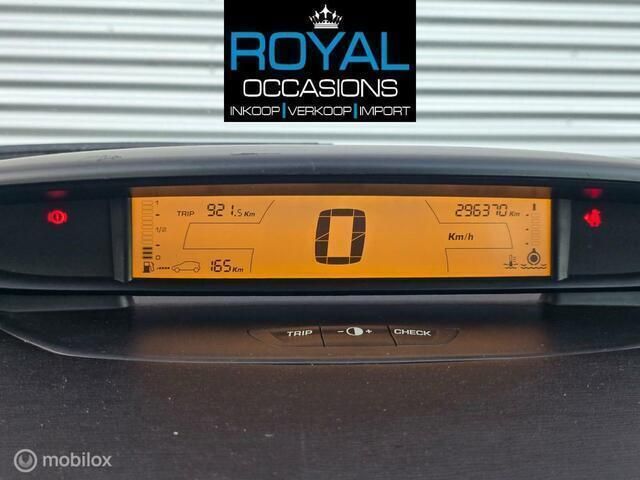 ROYAL
OCCASIONS
INKOOP|VERKOOP|IMPORT
1
TRIP 921.5 Km
296370 Km
1/2
0
Km/h
0
165 Km
TRIP
- +
CHECK
mobilox